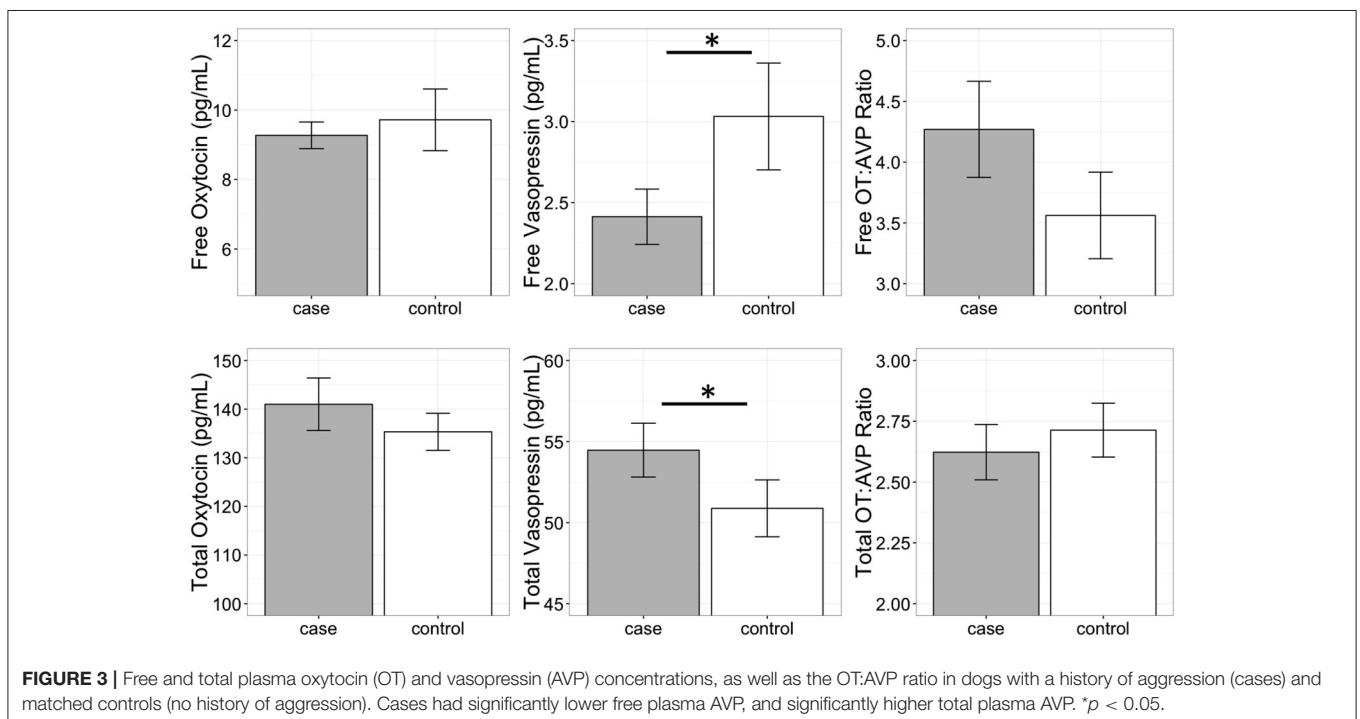 12
10
8
6
Free Oxytocin (pg/mL)
case control
3.5
3.0
2.5
2.0
Free Vasopressin (pg/mL)
*
case control
5.0
4.5
4.0
3.5
3.0
Free OT:AVP Ratio
case control
150
140
130
120
110
100
Total Oxytocin (pg/mL)
case control
60
55
50
45
Total Vasopressin (pg/mL)
*
case control
3.00
2.75
2.50
2.25
2.00
Total OT:AVP Ratio
case control
FIGURE 3 | Free and total plasma oxytocin (OT) and vasopressin (AVP) concentrations, as well as the OT:AVP ratio in dogs with a history of aggression (cases) and
matched controls (no history of aggression). Cases had significantly lower free plasma AVP, and significantly higher total plasma AVP. *p < 0.05.